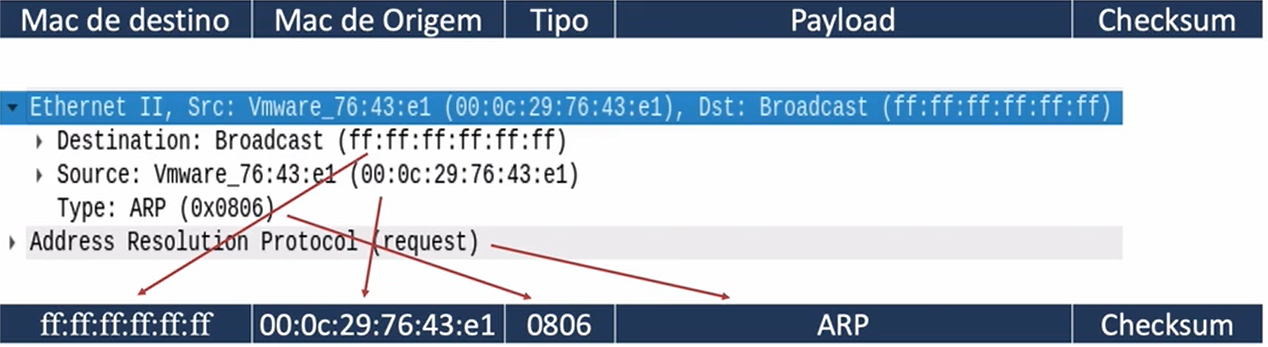 Mac de destino Mac de Origem Tipo Payload Checksum
Ethernet II, Src: Vmware_76:43:e1 (00:0c:29:76:43:e1), Dst: Broadcast (ff:ff:ff:ff:ff:ff)
Destination: Broadcast (ff:ff:ff:ff:ff:ff)
Source: Vmware_76:43:e1 (00:0c:29:76:43:e1)
Type: ARP (0x0806)
Address Resolution Protocol (request)
ff:ff:ff:ff:ff:ff 00:0c:29:76:43:e1 0806 ARP Checksum